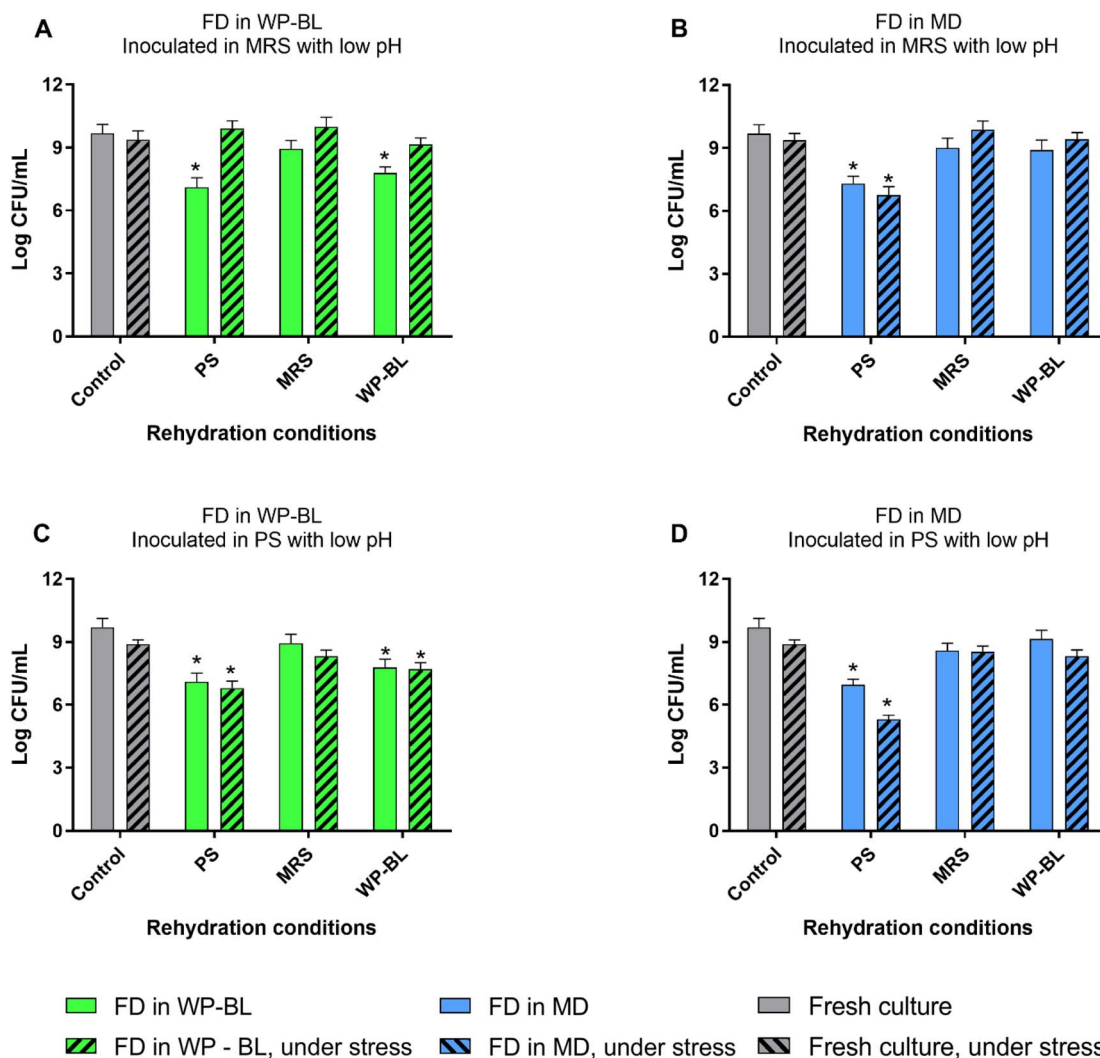 A
FD in WP-BL
Inoculated in MRS with low pH
Log CFU/mL
12
9
6
3
0
*
*
Control
PS
MRS
WP-BL
Rehydration conditions
B
FD in MD
Inoculated in MRS with low pH
Log CFU/mL
12
9
6
3
0
*
*
Control
PS
MRS
WP-BL
Rehydration conditions
C
FD in WP-BL
Inoculated in PS with low pH
Log CFU/mL
12
9
6
3
0
*
*
*
*
Control
PS
MRS
WP-BL
Rehydration conditions
D
FD in MD
Inoculated in PS with low pH
Log CFU/mL
12
9
6
3
0
*
*
Control
PS
MRS
WP-BL
Rehydration conditions
FD in WP-BL
FD in MD
Fresh culture
FD in WP - BL, under stress
FD in MD, under stress
Fresh culture, under stress